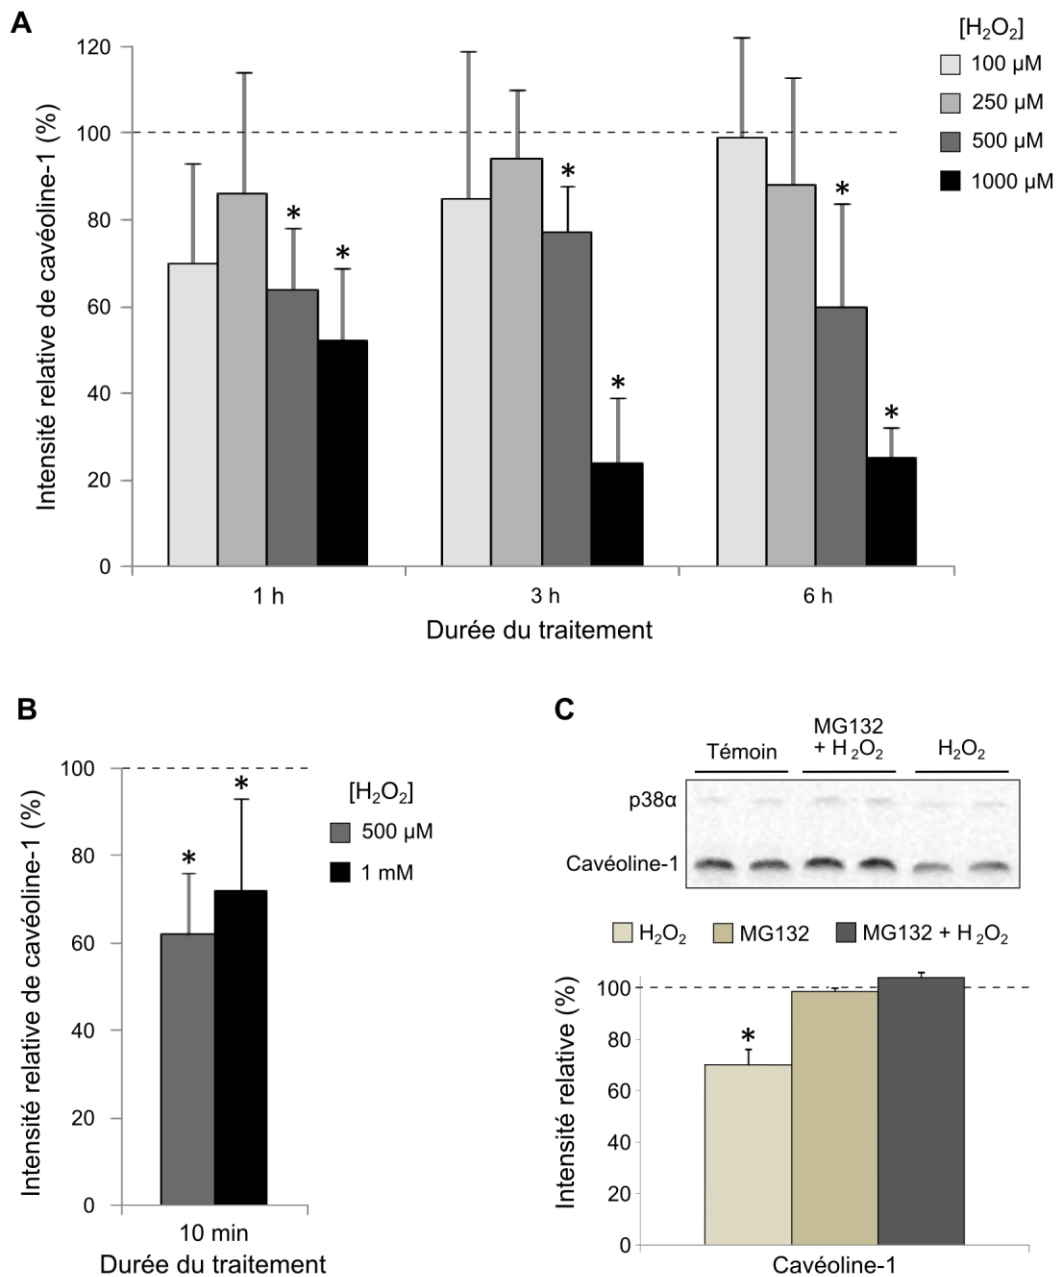 A
[H₂O₂]
100 µM
250 µM
500 µM
1000 µM
Intensité relative de cavéoline-1 (%)
120
100
80
60
40
20
0
* * * * * *
1 h 3 h 6 h
Durée du traitement
B
Intensité relative de cavéoline-1 (%)
100
80
60
40
20
0
* *
[H₂O₂]
500 µM
1 mM
10 min
Durée du traitement
C
Témoin MG132 + H₂O₂ H₂O₂
p38α
Cavéoline-1
H₂O₂ MG132 MG132 + H₂O₂
Intensité relative (%)
100
80
60
40
20
0
*
Cavéoline-1